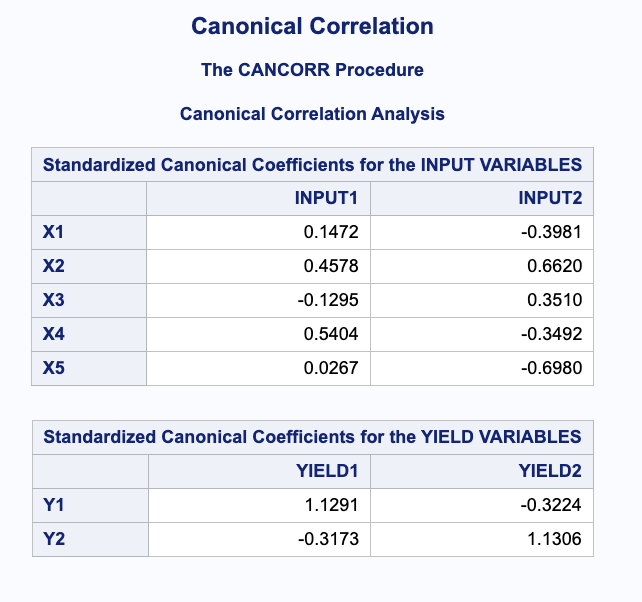 Canonical Correlation
The CANCORR Procedure
Canonical Correlation Analysis
Standardized Canonical Coefficients for the INPUT VARIABLES
INPUT1 INPUT2
X1 0.1472 -0.3981
X2 0.4578 0.6620
X3 -0.1295 0.3510
X4 0.5404 -0.3492
X5 0.0267 -0.6980
Standardized Canonical Coefficients for the YIELD VARIABLES
YIELD1 YIELD2
Y1 1.1291 -0.3224
Y2 -0.3173 1.1306